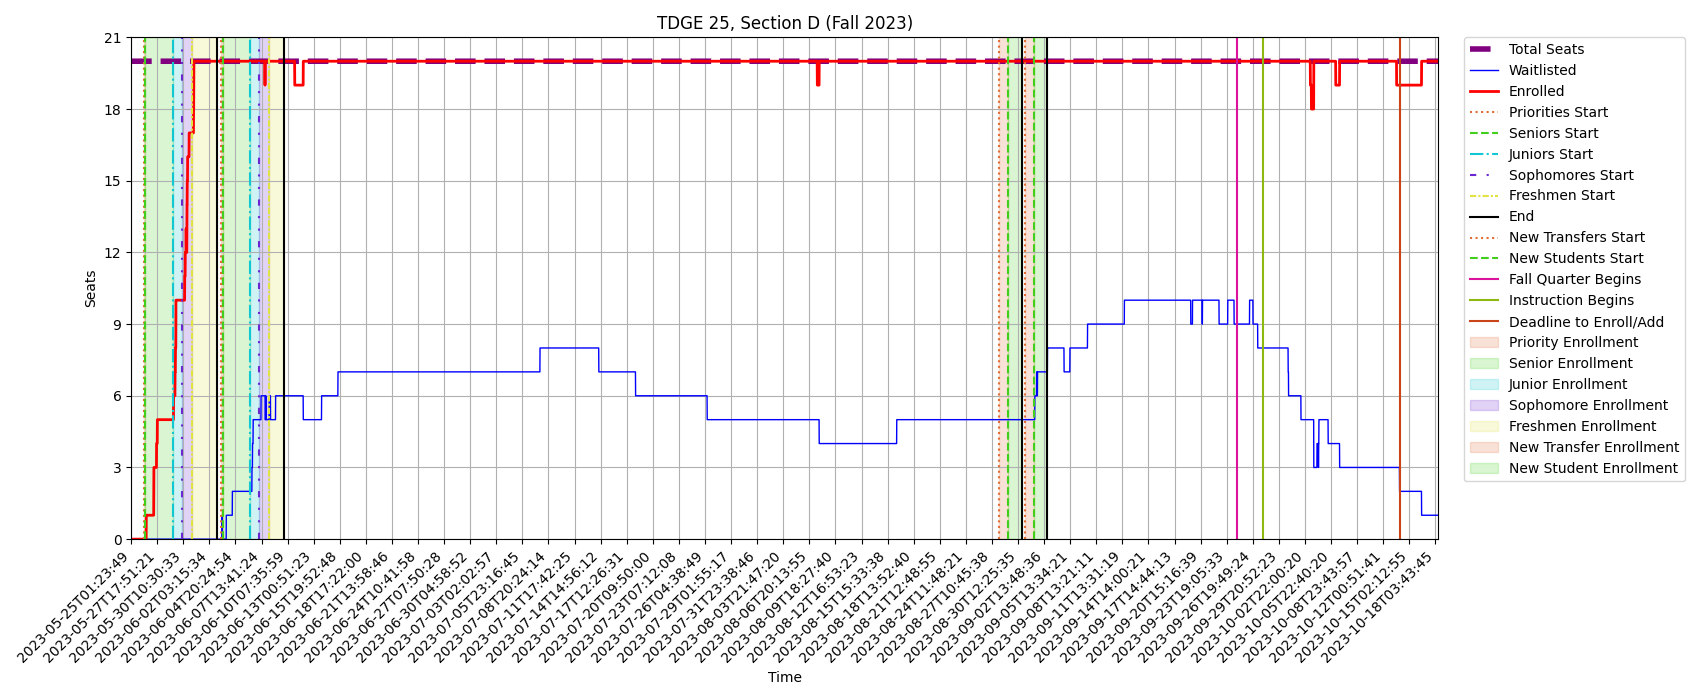 TDGE 25, Section D (Fall 2023)
Seats
21
18
15
12
9
6
3
0
2023-05-25T01:23:49
2023-05-27T17:51:21
2023-05-30T10:30:33
2023-06-02T03:15:34
2023-06-04T20:24:54
2023-06-07T13:41:24
2023-06-10T07:35:59
2023-06-13T00:51:23
2023-06-15T19:52:48
2023-06-18T17:22:00
2023-06-21T13:58:46
2023-06-24T10:41:58
2023-06-27T07:50:28
2023-06-30T04:58:52
2023-07-03T02:02:57
2023-07-05T23:16:45
2023-07-08T20:24:14
2023-07-11T17:42:25
2023-07-14T14:56:12
2023-07-17T12:26:31
2023-07-20T09:50:00
2023-07-23T07:12:08
2023-07-26T04:38:49
2023-07-29T01:55:17
2023-07-31T23:38:46
2023-08-03T21:47:20
2023-08-06T20:13:55
2023-08-09T18:27:40
2023-08-12T16:53:23
2023-08-15T15:33:38
2023-08-18T13:52:40
2023-08-21T12:48:55
2023-08-24T11:48:21
2023-08-27T10:45:38
2023-08-30T12:25:35
2023-09-02T13:48:36
2023-09-05T13:34:21
2023-09-08T13:21:11
2023-09-11T13:31:19
2023-09-14T14:00:21
2023-09-17T14:44:13
2023-09-20T15:16:39
2023-09-23T19:05:33
2023-09-26T19:49:24
2023-09-29T20:52:23
2023-10-02T22:00:20
2023-10-05T22:40:20
2023-10-08T23:43:57
2023-10-12T00:51:41
2023-10-15T02:12:55
2023-10-18T03:43:45
Time
Total Seats
Waitlisted
Enrolled
Priorities Start
Seniors Start
Juniors Start
Sophomores Start
Freshmen Start
End
New Transfers Start
New Students Start
Fall Quarter Begins
Instruction Begins
Deadline to Enroll/Add
Priority Enrollment
Senior Enrollment
Junior Enrollment
Sophomore Enrollment
Freshmen Enrollment
New Transfer Enrollment
New Student Enrollment